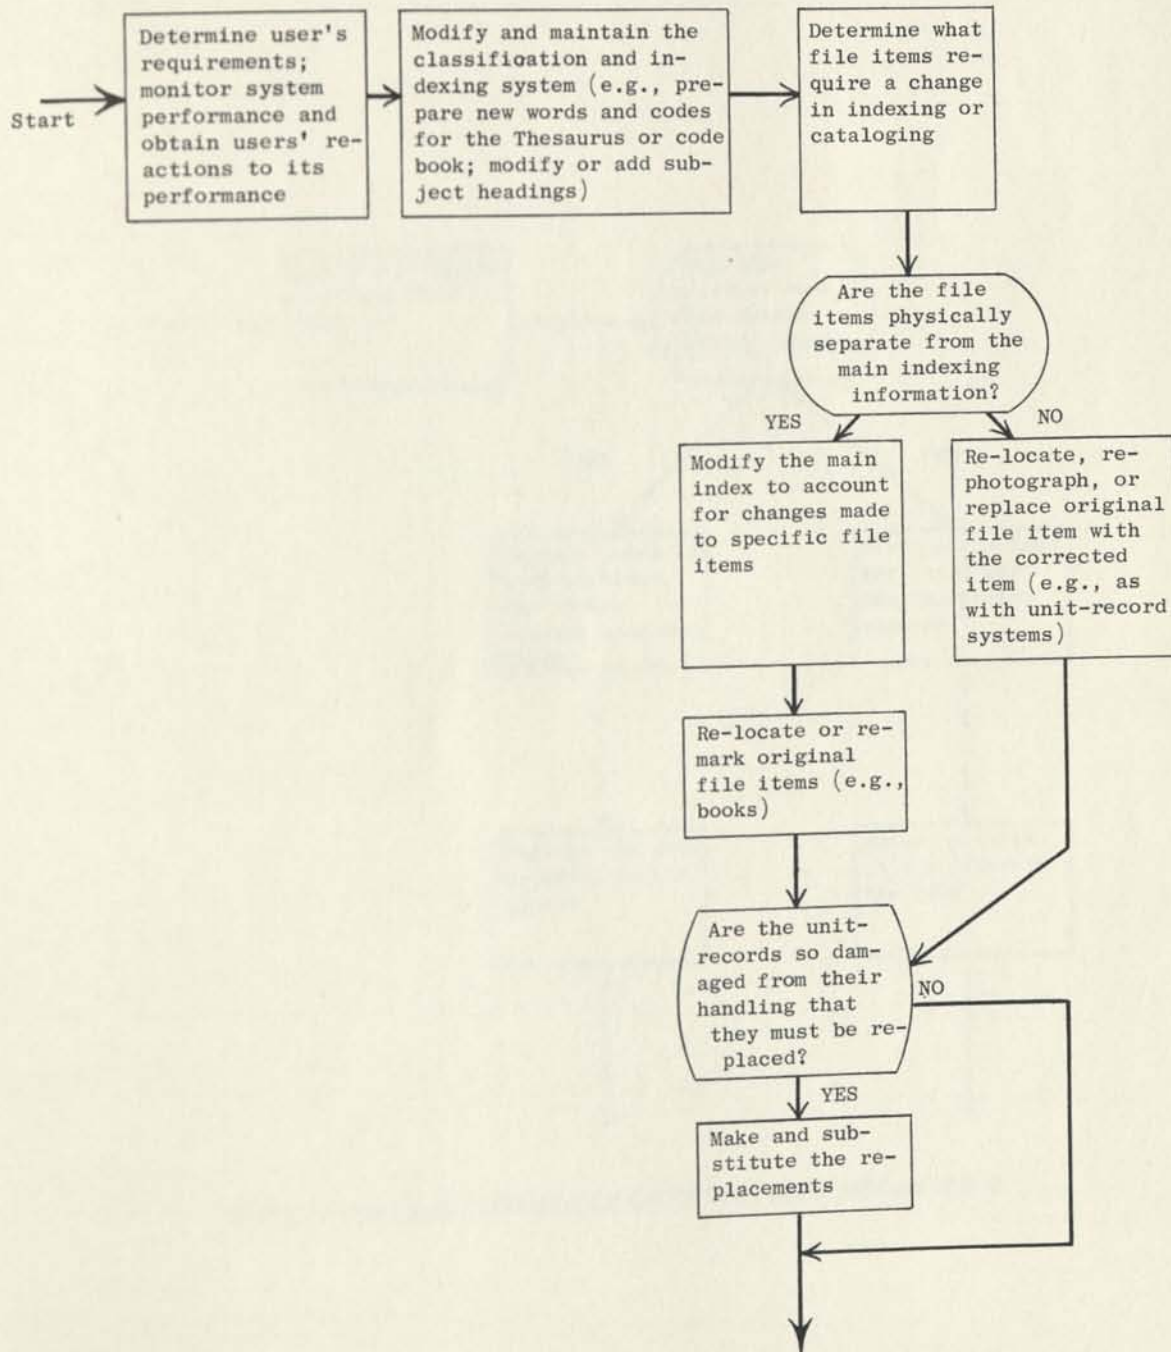 Start
Determine user's
requirements;
monitor system
performance and
obtain users' re-
actions to its
performance
Modify and maintain the
classification and in-
dexing system (e.g., pre-
pare new words and codes
for the Thesaurus or code
book; modify or add sub-
ject headings)
Determine what
file items re-
quire a change
in indexing or
cataloging
Are the file
items physically
separate from the
main indexing
information?
YES
NO
Modify the main
index to account
for changes made
to specific file
items
Re-locate, re-
photograph, or
replace original
file item with
the corrected
item (e.g., as
with unit-record
systems)
Re-locate or re-
mark original
file items (e.g.,
books)
Are the unit-
records so dam-
aged from their
handling that
they must be re-
placed?
NO
YES
Make and sub-
stitute the re-
placements